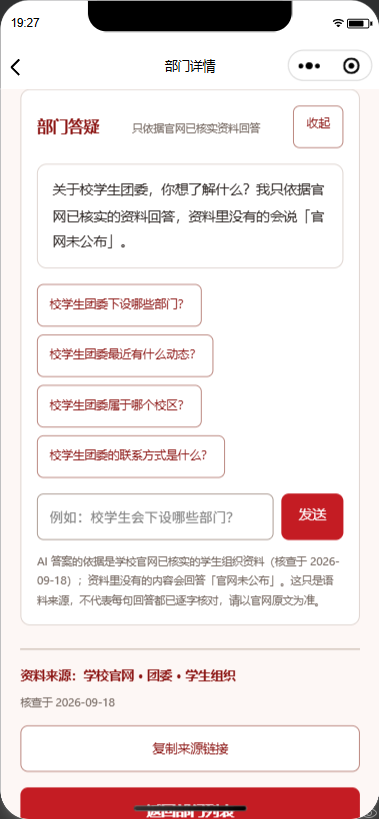 19:27
部门详情
部门答疑
只依据官网已核实资料回答
收起
关于校学生团委，你想了解什么？我只依据官
网已核实的资料回答，资料里没有的会说「官
网未公布」。
校学生团委下设哪些部门？
校学生团委最近有什么动态？
校学生团委属于哪个校区？
校学生团委的联系方式是什么？
例如：校学生会下设哪些部门？
发送
AI 答案的依据是学校官网已核实的学生组织资料（核查于 2026-
09-18）；资料里没有的内容会回答「官网未公布」。这只是语
料来源，不代表每句回答都已逐字核对，请以官网原文为准。
资料来源：学校官网 • 团委 • 学生组织
核查于 2026-09-18
复制来源链接
返回部门列表